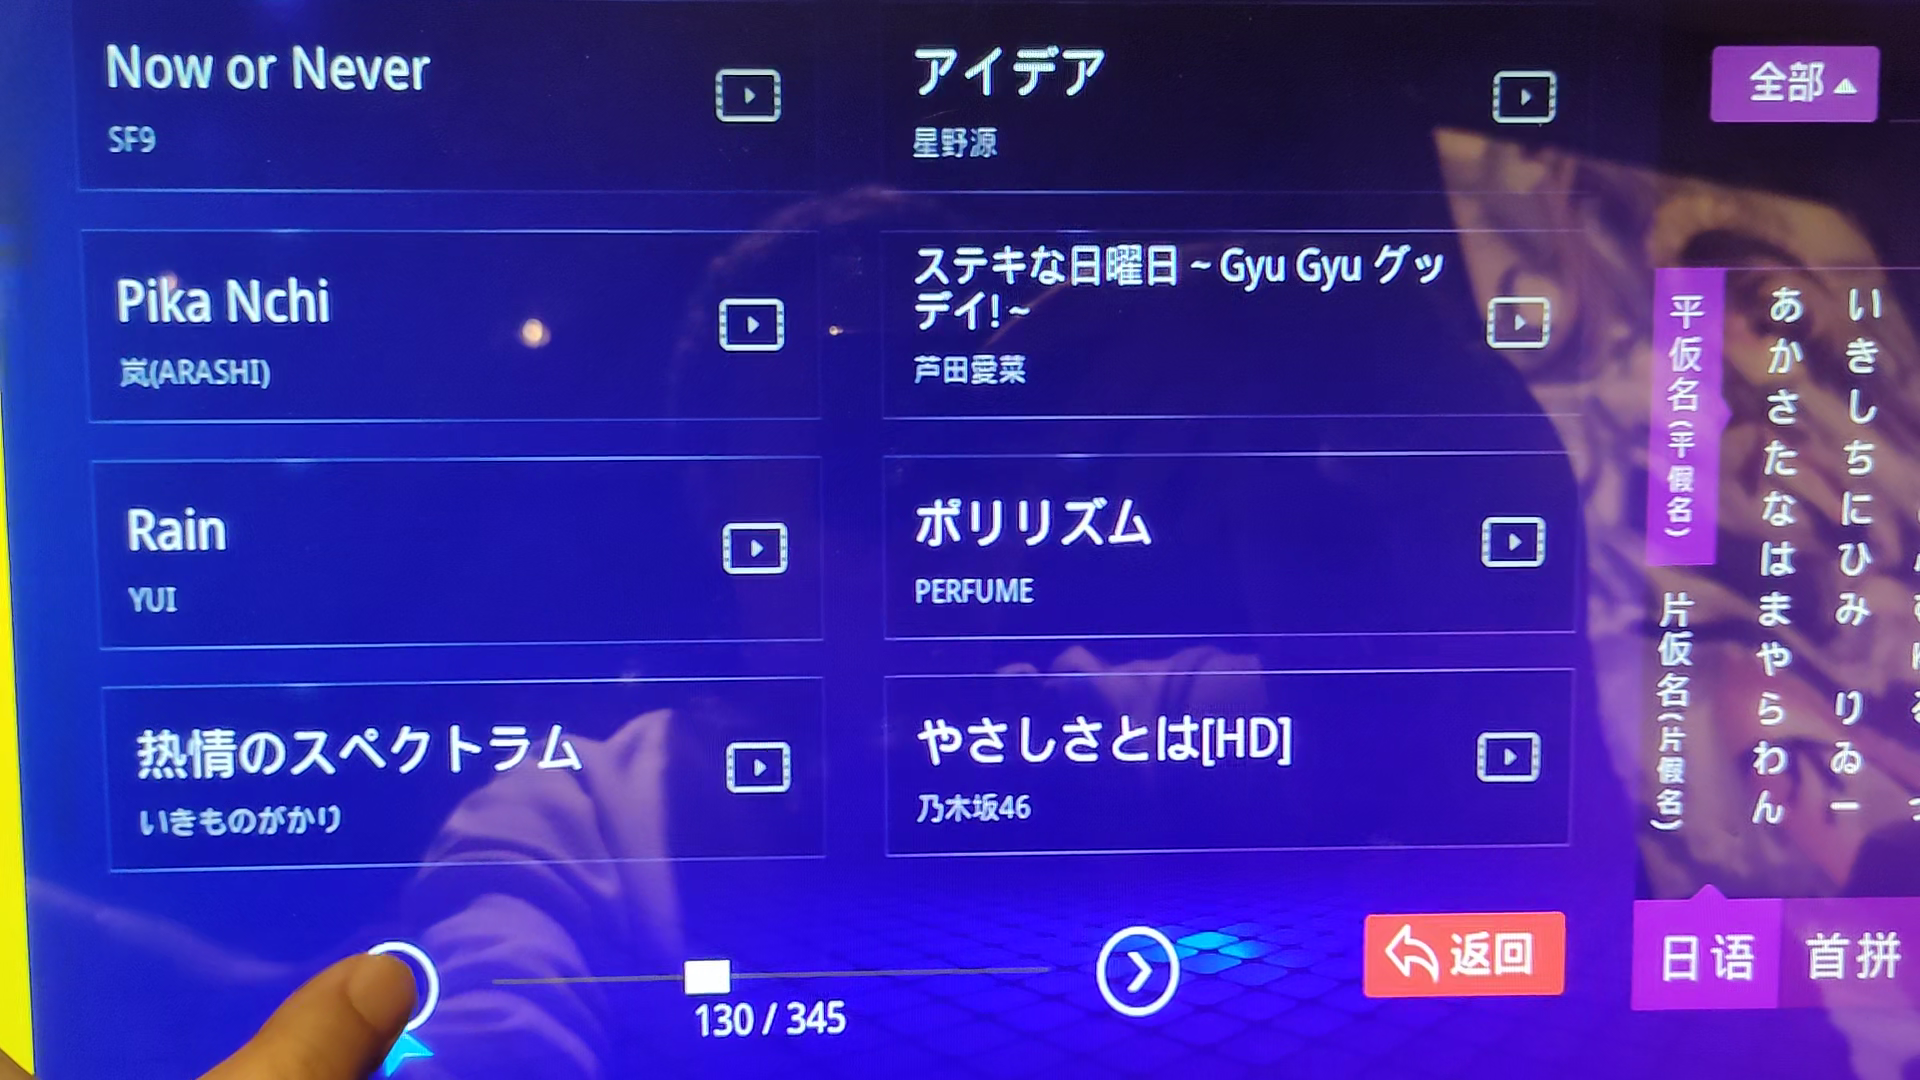 Now or Never
SF9
アイデア
星野源
Pika Nchi
岚(ARASHI)
ステキな日曜日 ~ Gyu Gyu グッ
デイ! ~
芦田愛菜
Rain
YUI
ポリリズム
PERFUME
热情のスペクトラム
いきものがかり
やさしさとは[HD]
乃木坂46
130 / 345
返回
全部
平仮名(平假名)
片仮名(片假名)
あかさたなはまやらわん
いきしちにひみ りゐー
日语
首拼